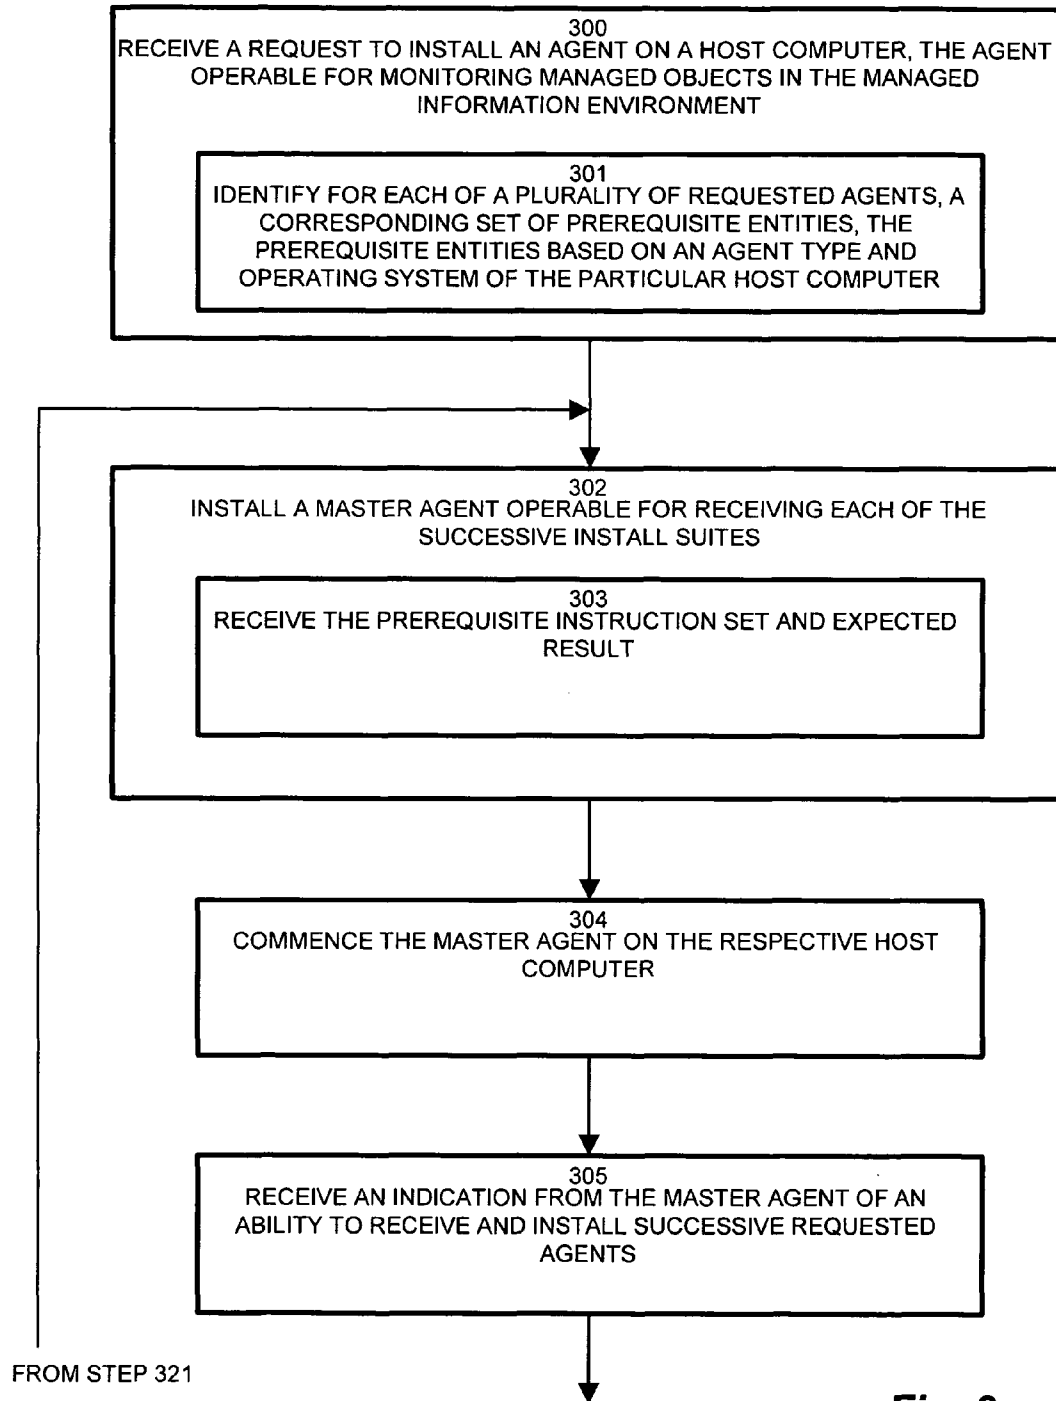 300
RECEIVE A REQUEST TO INSTALL AN AGENT ON A HOST COMPUTER, THE AGENT
OPERABLE FOR MONITORING MANAGED OBJECTS IN THE MANAGED
INFORMATION ENVIRONMENT
301
IDENTIFY FOR EACH OF A PLURALITY OF REQUESTED AGENTS, A
CORRESPONDING SET OF PREREQUISITE ENTITIES, THE
PREREQUISITE ENTITIES BASED ON AN AGENT TYPE AND
OPERATING SYSTEM OF THE PARTICULAR HOST COMPUTER
302
INSTALL A MASTER AGENT OPERABLE FOR RECEIVING EACH OF THE
SUCCESSIVE INSTALL SUITES
303
RECEIVE THE PREREQUISITE INSTRUCTION SET AND EXPECTED
RESULT
304
COMMENCE THE MASTER AGENT ON THE RESPECTIVE HOST
COMPUTER
305
RECEIVE AN INDICATION FROM THE MASTER AGENT OF AN
ABILITY TO RECEIVE AND INSTALL SUCCESSIVE REQUESTED
AGENTS
FROM STEP 321